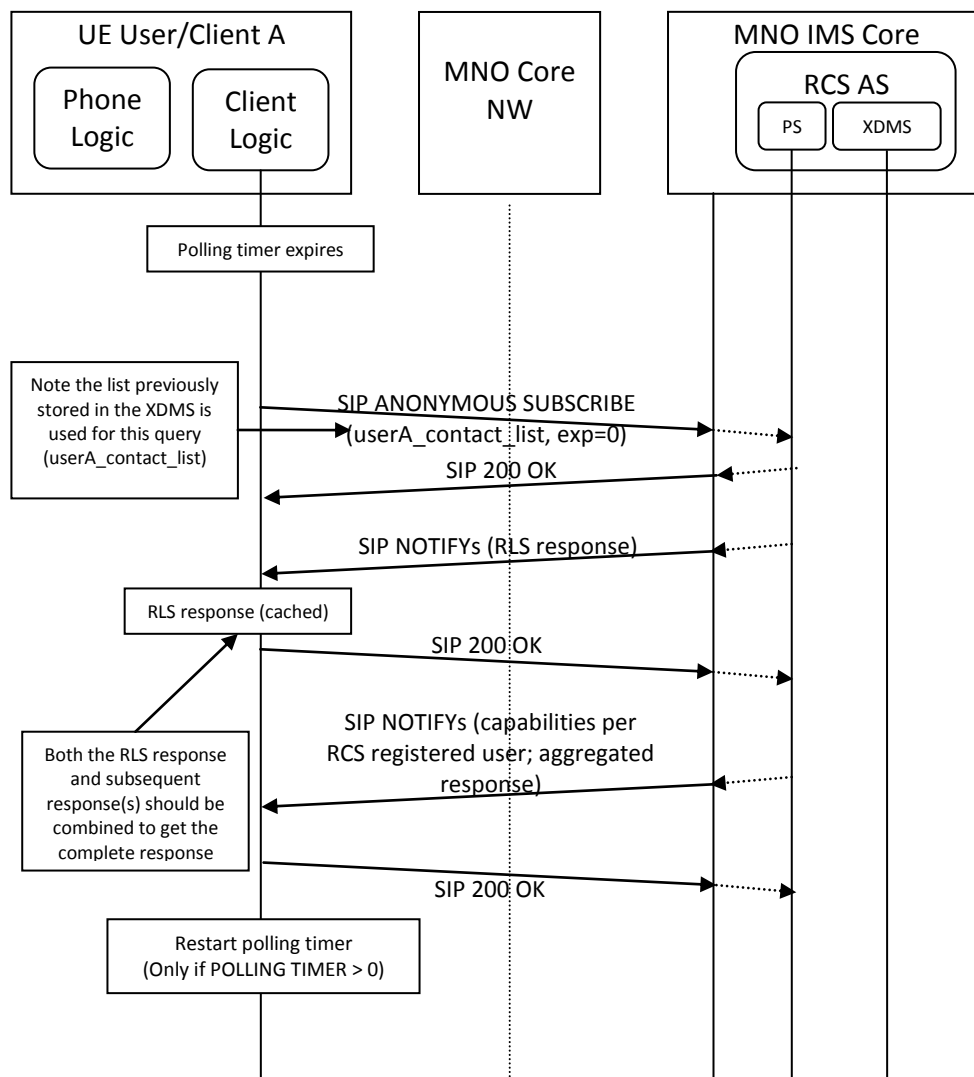 UE User/Client A
Phone
Logic
Client
Logic
MNO Core
NW
MNO IMS Core
RCS AS
PS
XDMS
Polling timer expires
Note the list previously
stored in the XDMS is
used for this query
(userA_contact_list)
SIP ANONYMOUS SUBSCRIBE
(userA_contact_list, exp=0)
SIP 200 OK
SIP NOTIFYs (RLS response)
RLS response (cached)
SIP 200 OK
SIP NOTIFYs (capabilities per
RCS registered user; aggregated
response)
Both the RLS response
and subsequent
response(s) should be
combined to get the
complete response
SIP 200 OK
Restart polling timer
(Only if POLLING TIMER > 0)